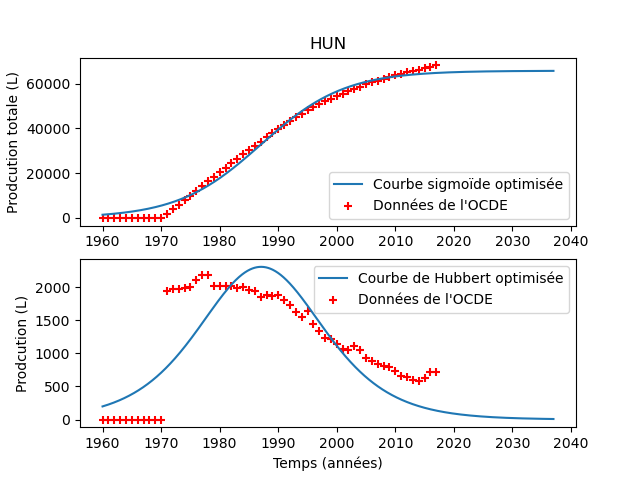 HUN
Prodcution totale (L)
60000
40000
20000
0
Courbe sigmoïde optimisée
Données de l'OCDE
1960 1970 1980 1990 2000 2010 2020 2030 2040
Prodcution (L)
2000
1500
1000
500
0
Courbe de Hubbert optimisée
Données de l'OCDE
1960 1970 1980 1990 2000 2010 2020 2030 2040
Temps (années)